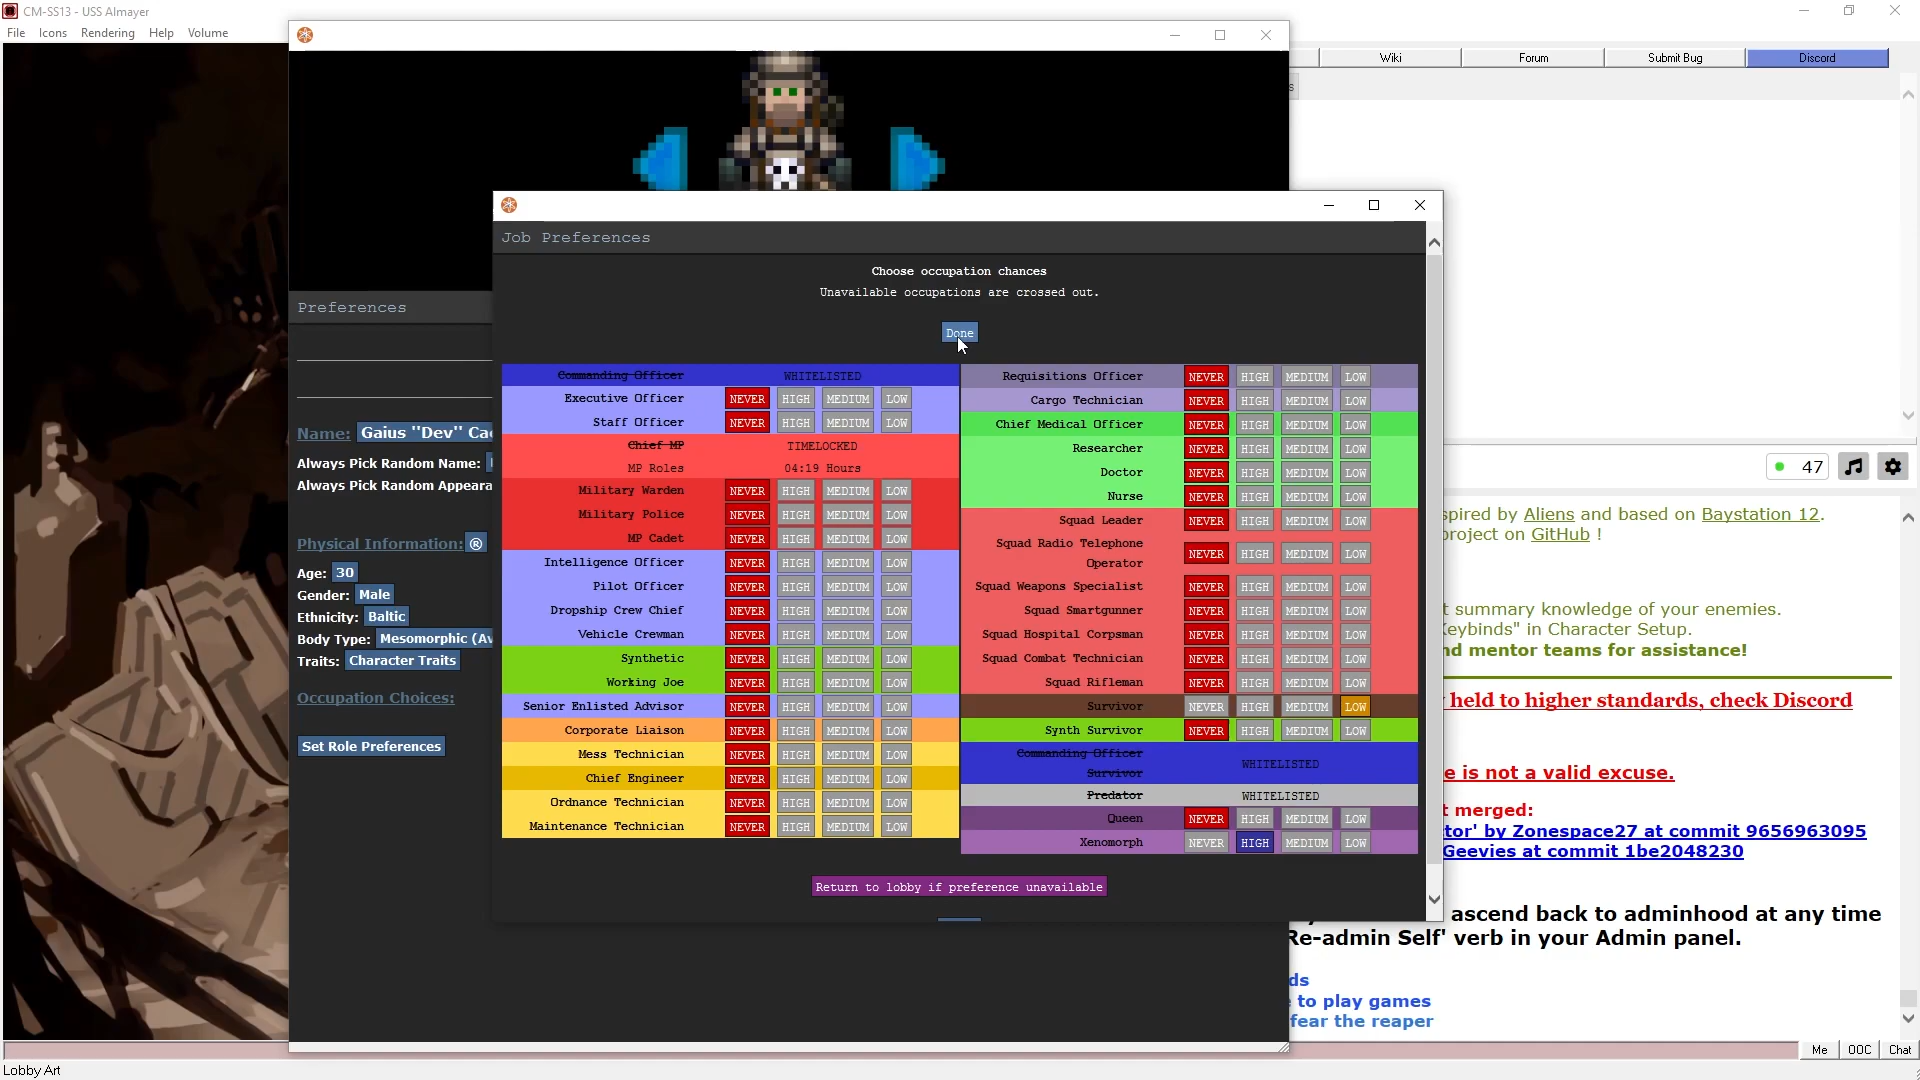 CM-SS13 - USS Almayer
File Icons Rendering Help Volume
Wiki Forum Submit Bug Discord
Preferences
Name: Gaius "Dev"
Always Pick Random Name:
Always Pick Random
Physical Information: ®
Age: 30
Gender: Male
Ethnicity: Baltic
Body Type: Mesomorphic
Traits: Character Traits
Occupation Choices:
Set Role Preferences
Job Preferences
Choose occupation chances
Unavailable occupations are crossed out.
Done
Commanding Officer WHITELISTED
Executive Officer NEVER HIGH MEDIUM LOW
Staff Officer NEVER HIGH MEDIUM LOW
Chief MP TIMELOCKED
MP Roles 04:19 Hours
Military Warden NEVER HIGH MEDIUM LOW
Military Police NEVER HIGH MEDIUM LOW
MP Cadet NEVER HIGH MEDIUM LOW
Intelligence Officer NEVER HIGH MEDIUM LOW
Pilot Officer NEVER HIGH MEDIUM LOW
Dropship Crew Chief NEVER HIGH MEDIUM LOW
Vehicle Crewman NEVER HIGH MEDIUM LOW
Synthetic NEVER HIGH MEDIUM LOW
Working Joe NEVER HIGH MEDIUM LOW
Senior Enlisted Advisor NEVER HIGH MEDIUM LOW
Corporate Liaison NEVER HIGH MEDIUM LOW
Mess Technician NEVER HIGH MEDIUM LOW
Chief Engineer NEVER HIGH MEDIUM LOW
Ordnance Technician NEVER HIGH MEDIUM LOW
Maintenance Technician NEVER HIGH MEDIUM LOW
Requisitions Officer NEVER HIGH MEDIUM LOW
Cargo Technician NEVER HIGH MEDIUM LOW
Chief Medical Officer NEVER HIGH MEDIUM LOW
Researcher NEVER HIGH MEDIUM LOW
Doctor NEVER HIGH MEDIUM LOW
Nurse NEVER HIGH MEDIUM LOW
Squad Leader NEVER HIGH MEDIUM LOW
Squad Radio Telephone
Operator NEVER HIGH MEDIUM LOW
Squad Weapons Specialist NEVER HIGH MEDIUM LOW
Squad Smartgunner NEVER HIGH MEDIUM LOW
Squad Hospital Corpsman NEVER HIGH MEDIUM LOW
Squad Combat Technician NEVER HIGH MEDIUM LOW
Squad Rifleman NEVER HIGH MEDIUM LOW
Survivor NEVER HIGH MEDIUM LOW
Synth Survivor NEVER HIGH MEDIUM LOW
Commanding Officer
Survivor WHITELISTED
Predator WHITELISTED
Queen NEVER HIGH MEDIUM LOW
Xenomorph NEVER HIGH MEDIUM LOW
Return to lobby if preference unavailable
47
spired by Aliens and based on Baystation 12.
project on GitHub !
t summary knowledge of your enemies.
Keybinds" in Character Setup.
nd mentor teams for assistance!
held to higher standards, check Discord
e is not a valid excuse.
t merged:
tor' by Zonespace27 at commit 9656963095
Geevies at commit 1be2048230
ascend back to adminhood at any time
Re-admin Self' verb in your Admin panel.
ds
to play games
fear the reaper
Me OOC Chat
Lobby Art